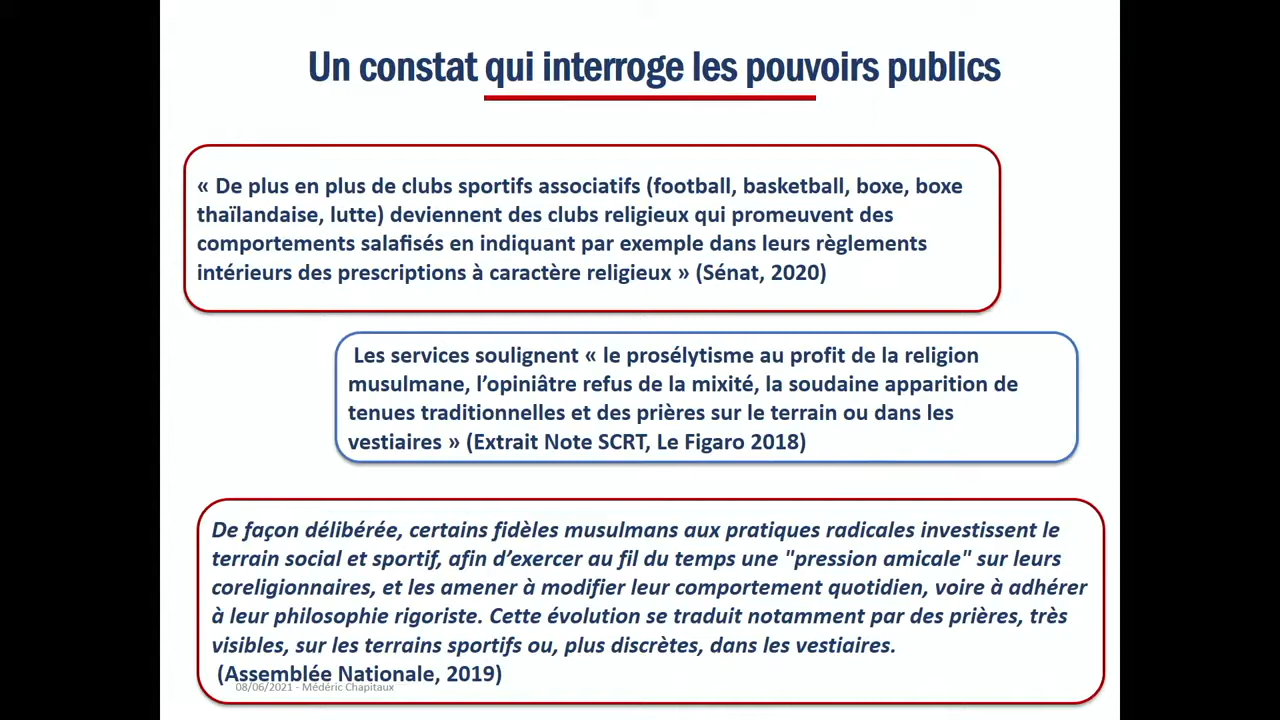 Un constat qui interroge les pouvoirs publics
« De plus en plus de clubs sportifs associatifs (football, basketball, boxe, boxe
thaïlandaise, lutte) deviennent des clubs religieux qui promeuvent des
comportements salafisés en indiquant par exemple dans leurs règlements
intérieurs des prescriptions à caractère religieux » (Sénat, 2020)
Les services soulignent « le prosélytisme au profit de la religion
musulmane, l’opiniâtre refus de la mixité, la soudaine apparition de
tenues traditionnelles et des prières sur le terrain ou dans les
vestiaires » (Extrait Note SCRT, Le Figaro 2018)
De façon délibérée, certains fidèles musulmans aux pratiques radicales investissent le
terrain social et sportif, afin d’exercer au fil du temps une "pression amicale" sur leurs
coreligionnaires, et les amener à modifier leur comportement quotidien, voire à adhérer
à leur philosophie rigoriste. Cette évolution se traduit notamment par des prières, très
visibles, sur les terrains sportifs ou, plus discrètes, dans les vestiaires.
(Assemblée Nationale, 2019)
08/06/2021 - Médéric Chapitaux